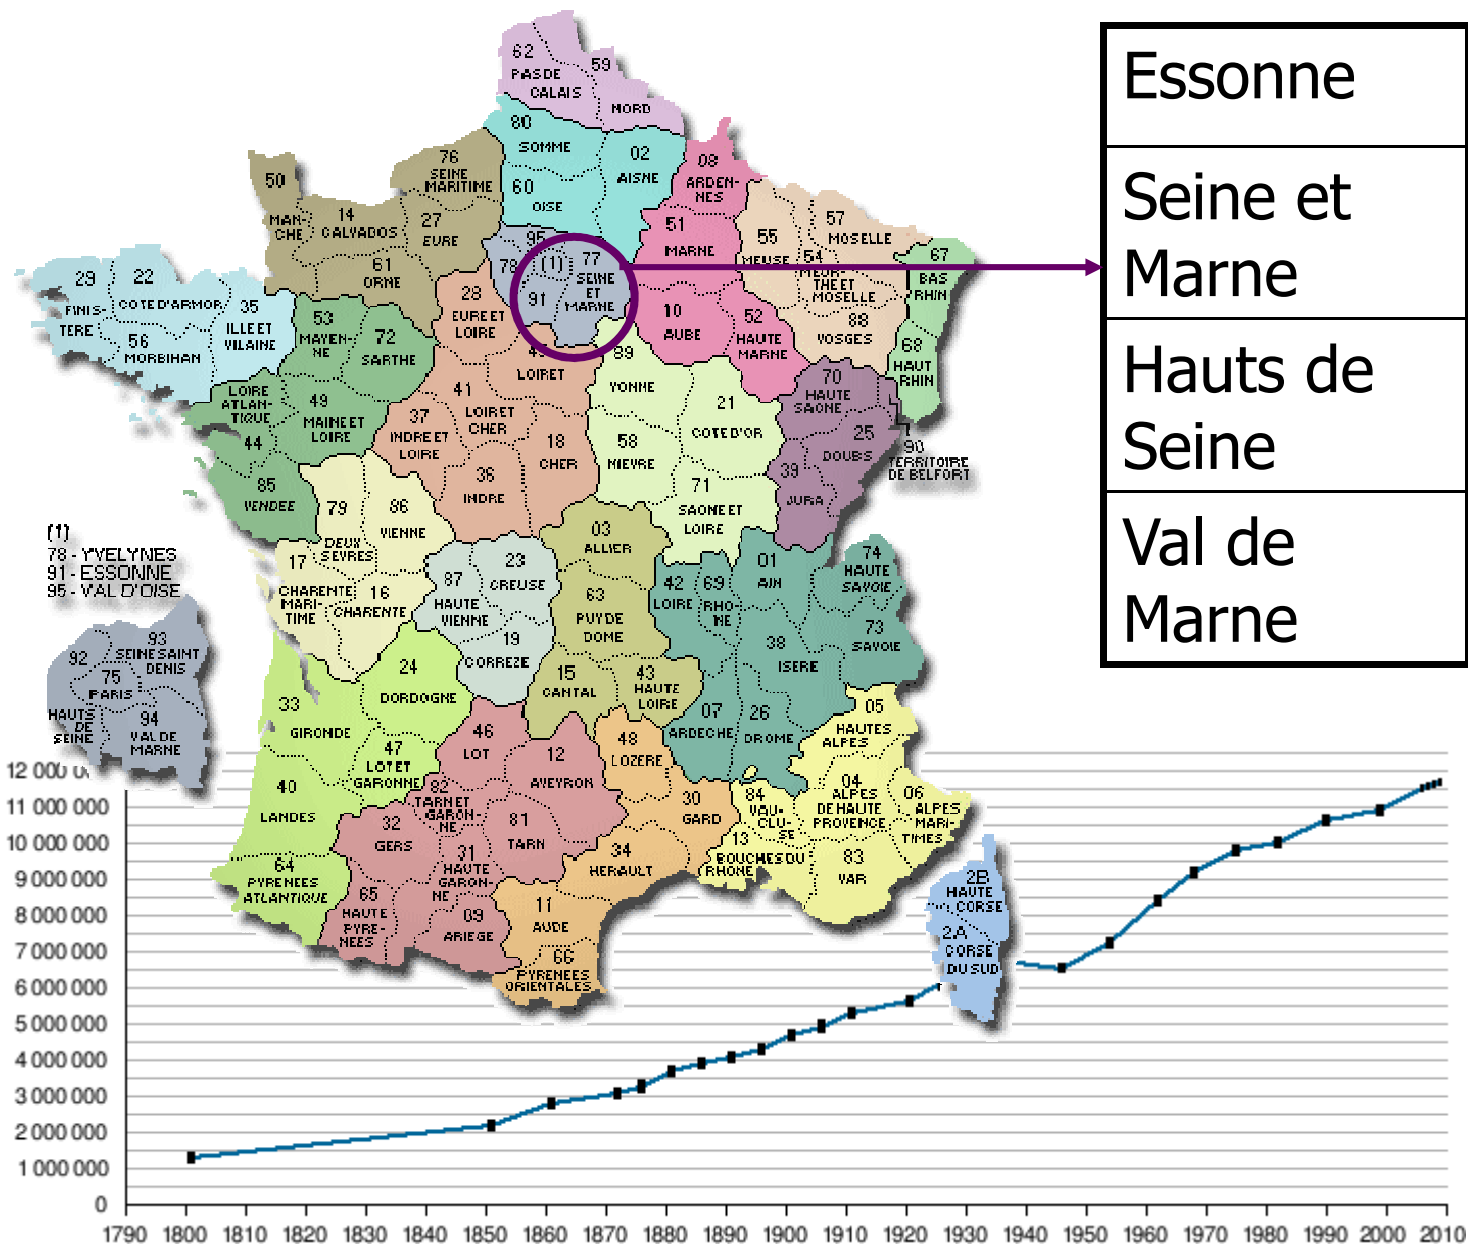 62
PAS DE
CALAIS
59
NORD
80
SOMME
02
AISNE
60
OISE
76
SEINE
MARITIME
27
EURE
50
MAN-
CHE
14
CALVADOS
61
ORNE
08
ARDEN-
NES
51
MARNE
10
AUBE
52
HAUTE
MARNE
55
MEUSE
54
MEUR-
THE ET
MOSELLE
57
MOSELLE
88
VOSGES
67
BAS
RHIN
68
HAUT
RHIN
95
78
(1)
91
77
SEINE
ET
MARNE
29
FINIS-
TERE
22
COTE D'ARMOR
35
ILLE ET
VILAINE
56
MORBIHAN
53
MAYEN-
NE
72
SARTHE
LOIRE
ATLAN-
TIQUE
44
49
MAINE ET
LOIRE
85
VENDEE
28
EURE ET
LOIRE
45
LOIRET
41
LOIR ET
CHER
37
INDRE ET
LOIRE
36
INDRE
18
CHER
89
YONNE
21
COTE D'OR
58
NIEVRE
71
SAONE ET
LOIRE
70
HAUTE
SAONE
25
DOUBS
39
JURA
90
TERRITOIRE
DE BELFORT
79
DEUX
SEVRES
86
VIENNE
17
CHARENTE
MARI-
TIME
16
CHARENTE
87
HAUTE
VIENNE
23
CREUSE
19
CORREZE
03
ALLIER
63
PUY DE
DOME
15
CANTAL
43
HAUTE
LOIRE
42
LOIRE
69
RHO-
NE
01
AIN
74
HAUTE
SAVOIE
73
SAVOIE
38
ISERE
07
ARDECHE
26
DROME
24
DORDOGNE
33
GIRONDE
47
LOT ET
GARONNE
40
LANDES
64
PYRENEES
ATLANTIQUE
46
LOT
12
AVEYRON
82
TARN ET
GARON-
NE
32
GERS
81
TARN
31
HAUTE
GARON-
NE
65
HAUTE
PYRE-
NEES
09
ARIEGE
48
LOZERE
30
GARD
34
HERAULT
11
AUDE
66
PYRENEES
ORIENTALES
05
HAUTES
ALPES
04
ALPES
DE HAUTE
PROVENCE
06
ALPES
MARI-
TIMES
84
VAU-
CLU-
SE
13
BOUCHES DU
RHONE
83
VAR
2B
HAUTE
CORSE
2A
CORSE
DU SUD
(1)
78 - YVELYNES
91 - ESSONNE
95 - VAL D'OISE
92
HAUTS
DE
SEINE
93
SEINE SAINT
DENIS
75
PARIS
94
VAL DE
MARNE
Essonne
Seine et
Marne
Hauts de
Seine
Val de
Marne
12 000 0
11 000 000
10 000 000
9 000 000
8 000 000
7 000 000
6 000 000
5 000 000
4 000 000
3 000 000
2 000 000
1 000 000
0
1790 1800 1810 1820 1830 1840 1850 1860 1870 1880 1890 1900 1910 1920 1930 1940 1950 1960 1970 1980 1990 2000 2010